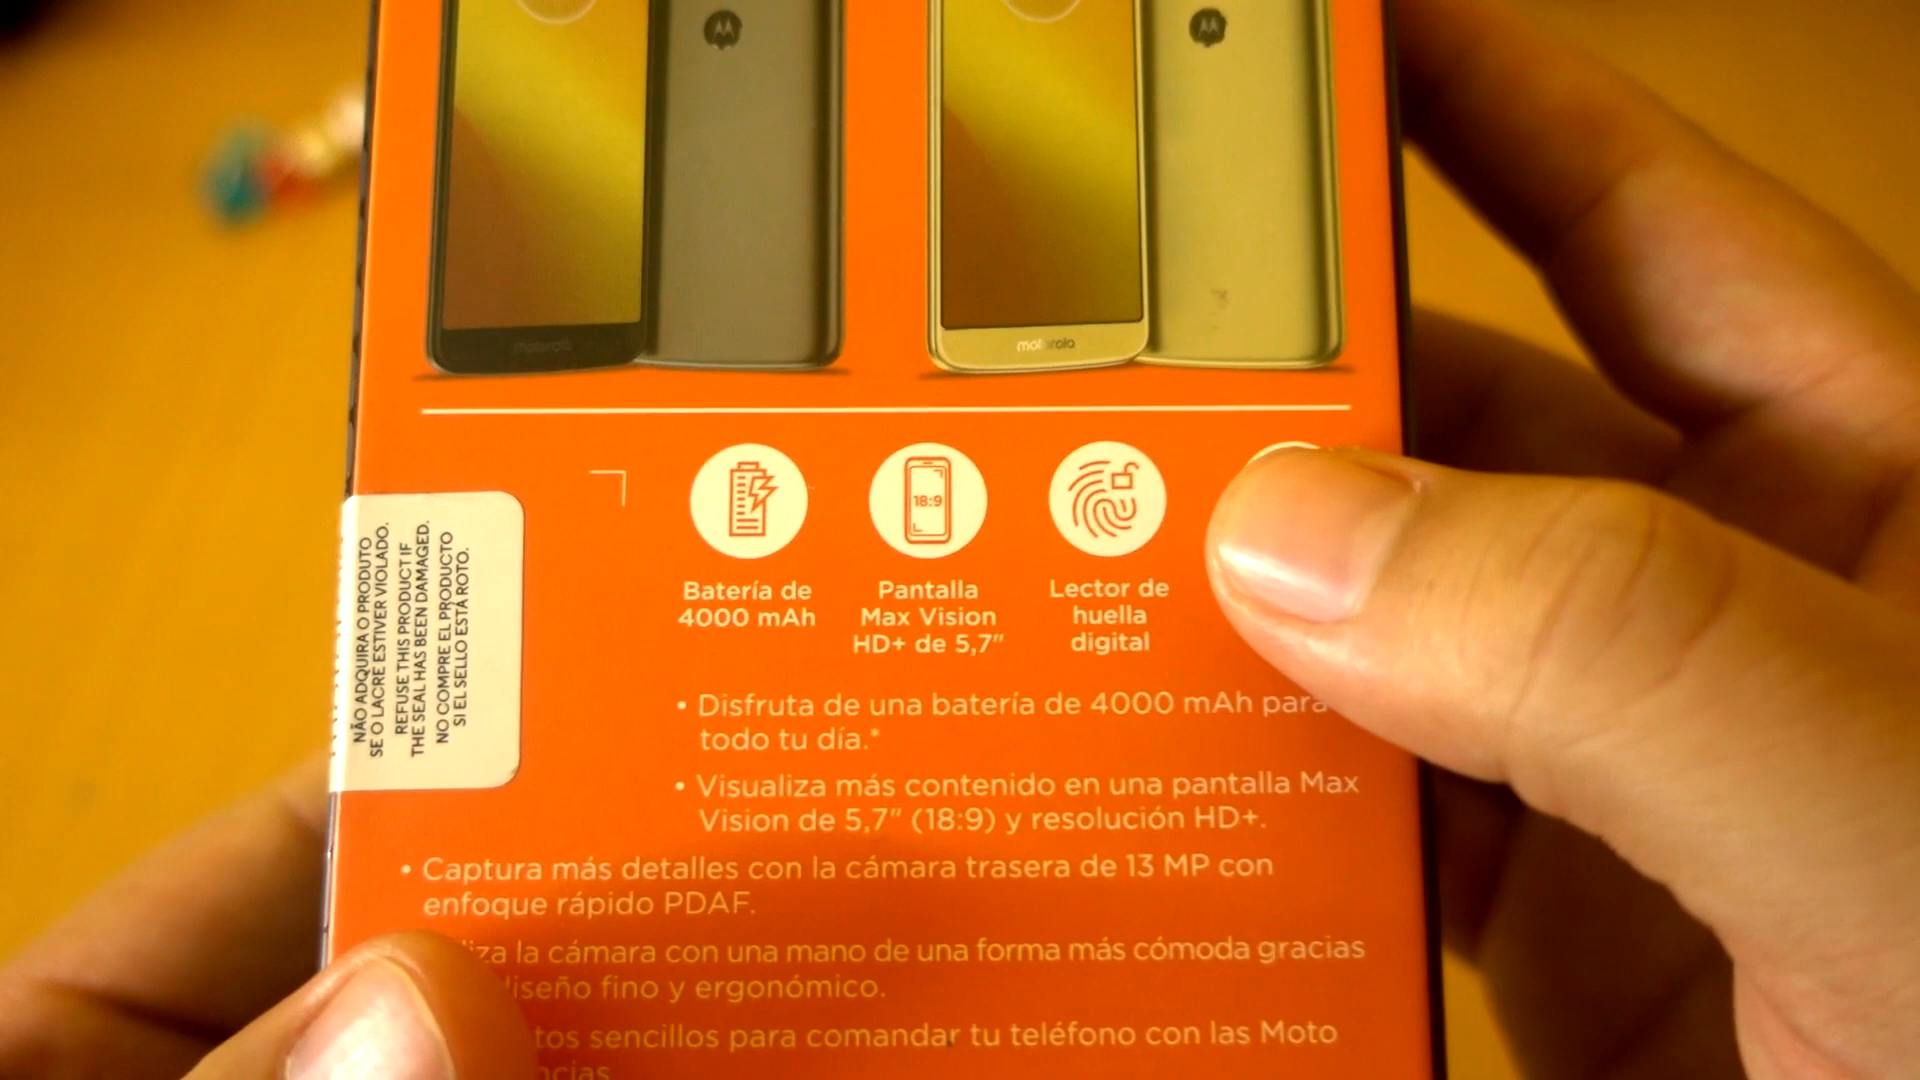 motorola
motorola
18:9
Batería de
4000 mAh
Pantalla
Max Vision
HD+ de 5,7"
Lector de
huella
digital
NÃO ADQUIRA O PRODUTO
SE O LACRE ESTIVER VIOLADO.
REFUSE THIS PRODUCT IF
THE SEAL HAS BEEN DAMAGED.
NO COMPRE EL PRODUCTO
SI EL SELLO ESTÁ ROTO.
• Disfruta de una batería de 4000 mAh para
todo tu día.*
• Visualiza más contenido en una pantalla Max
Vision de 5,7" (18:9) y resolución HD+.
• Captura más detalles con la cámara trasera de 13 MP con
enfoque rápido PDAF.
la cámara con una mano de una forma más cómoda gracias
fino y ergonómico.
sencillos para comandar tu teléfono con las Moto